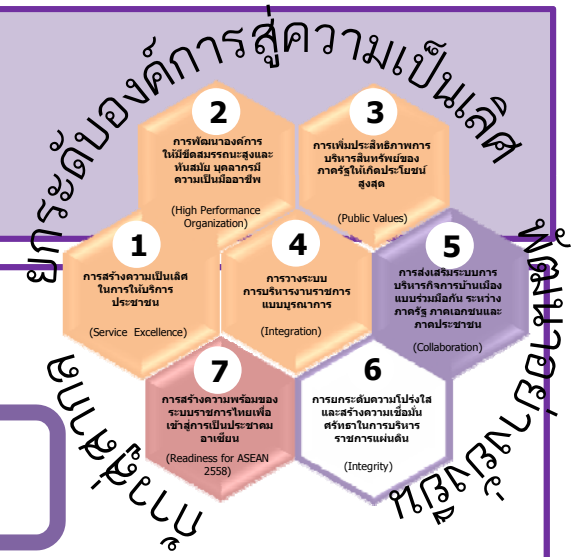 ยกระดับองค์การสู่ความเป็นเลิศ
2
การพัฒนาองค์การ
ให้มีขีดสมรรถนะสูงและ
ทันสมัย บุคลากรมี
ความเป็นมืออาชีพ
(High Performance
Organization)
3
การเพิ่มประสิทธิภาพการ
บริหารสินทรัพย์ของ
ภาครัฐให้เกิดประโยชน์
สูงสุด
(Public Values)
1
การสร้างความเป็นเลิศ
ในการให้บริการ
ประชาชน
(Service Excellence)
4
การวางระบบ
การบริหารงานราชการ
แบบบูรณาการ
(Integration)
5
การส่งเสริมระบบการ
บริหารกิจการบ้านเมือง
แบบร่วมมือกัน ระหว่าง
ภาครัฐ ภาคเอกชนและ
ภาคประชาชน
(Collaboration)
พัฒนาอย่างยั่งยืน
7
การสร้างความพร้อมของ
ระบบราชการไทยเพื่อ
เข้าสู่การเป็นประชาคม
อาเซียน
(Readiness for ASEAN
2558)
6
การยกระดับความโปร่งใส
และสร้างความเชื่อมั่น
ศรัทธาในการบริหาร
ราชการแผ่นดิน
(Integrity)
ก้าวสู่สากล